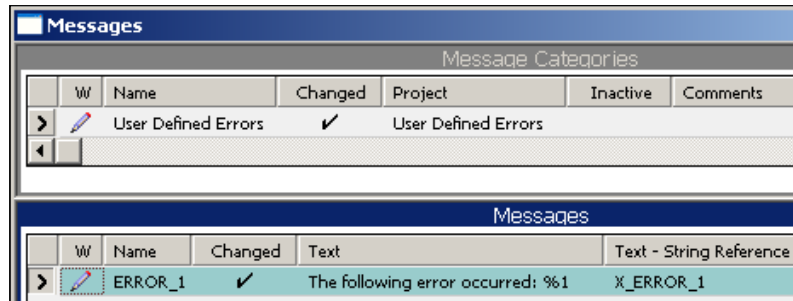 Messages
Message Categories
W Name Changed Project Inactive Comments
User Defined Errors User Defined Errors
Messages
W Name Changed Text Text - String Reference
ERROR_1 The following error occurred: %1 X_ERROR_1